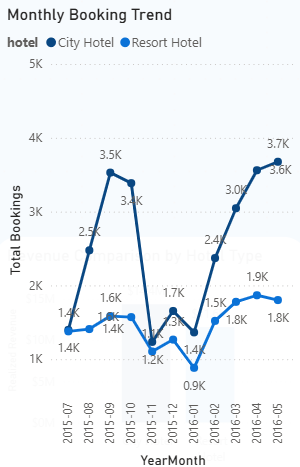 Monthly Booking Trend
hotel City Hotel Resort Hotel
5K
4K
3K
2K
1K
Total Bookings
1.4K
2.5K
3.5K
3.4K
1.7K
1.4K
2.4K
3.0K
3.6K
3.7K
1.4K
1.4K
1.6K
1.2K
1.3K
0.9K
1.5K
1.8K
1.9K
1.8K
2015-07
2015-08
2015-09
2015-10
2015-11
2015-12
2016-01
2016-02
2016-03
2016-04
2016-05
YearMonth